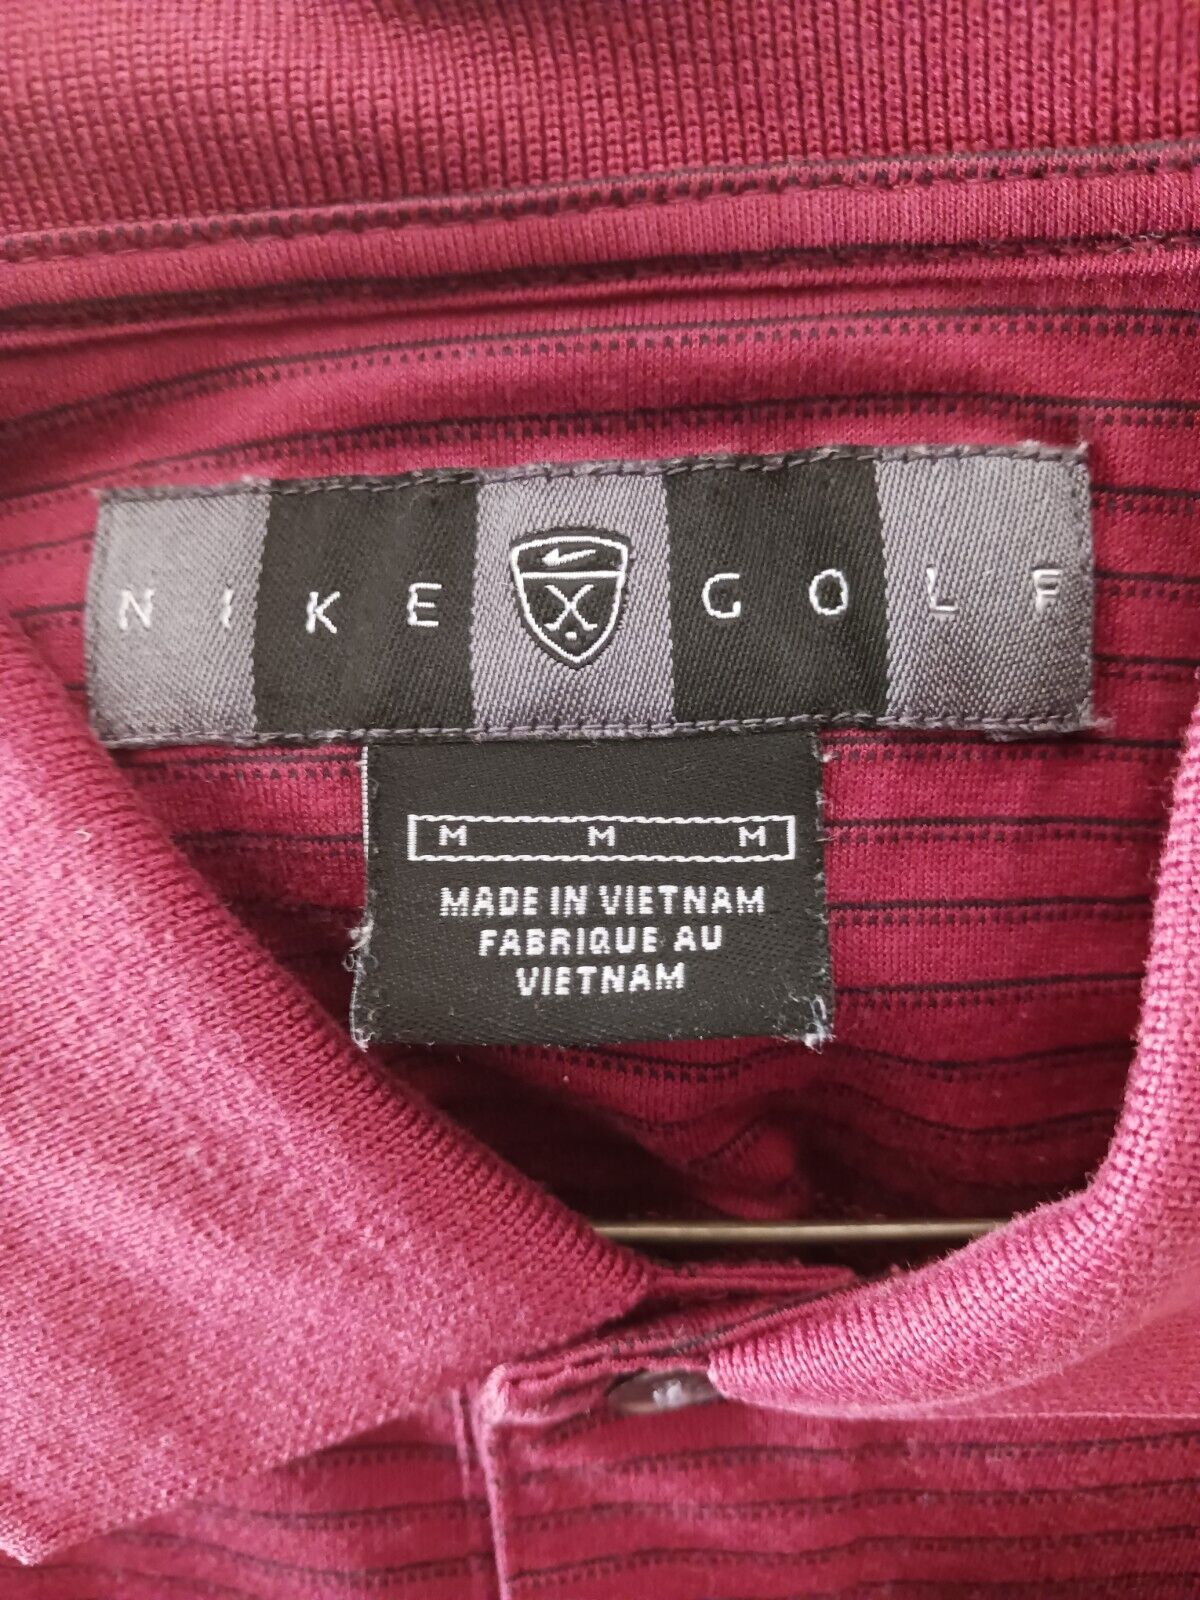 NIKE GOLF
M M M
MADE IN VIETNAM
FABRIQUE AU
VIETNAM